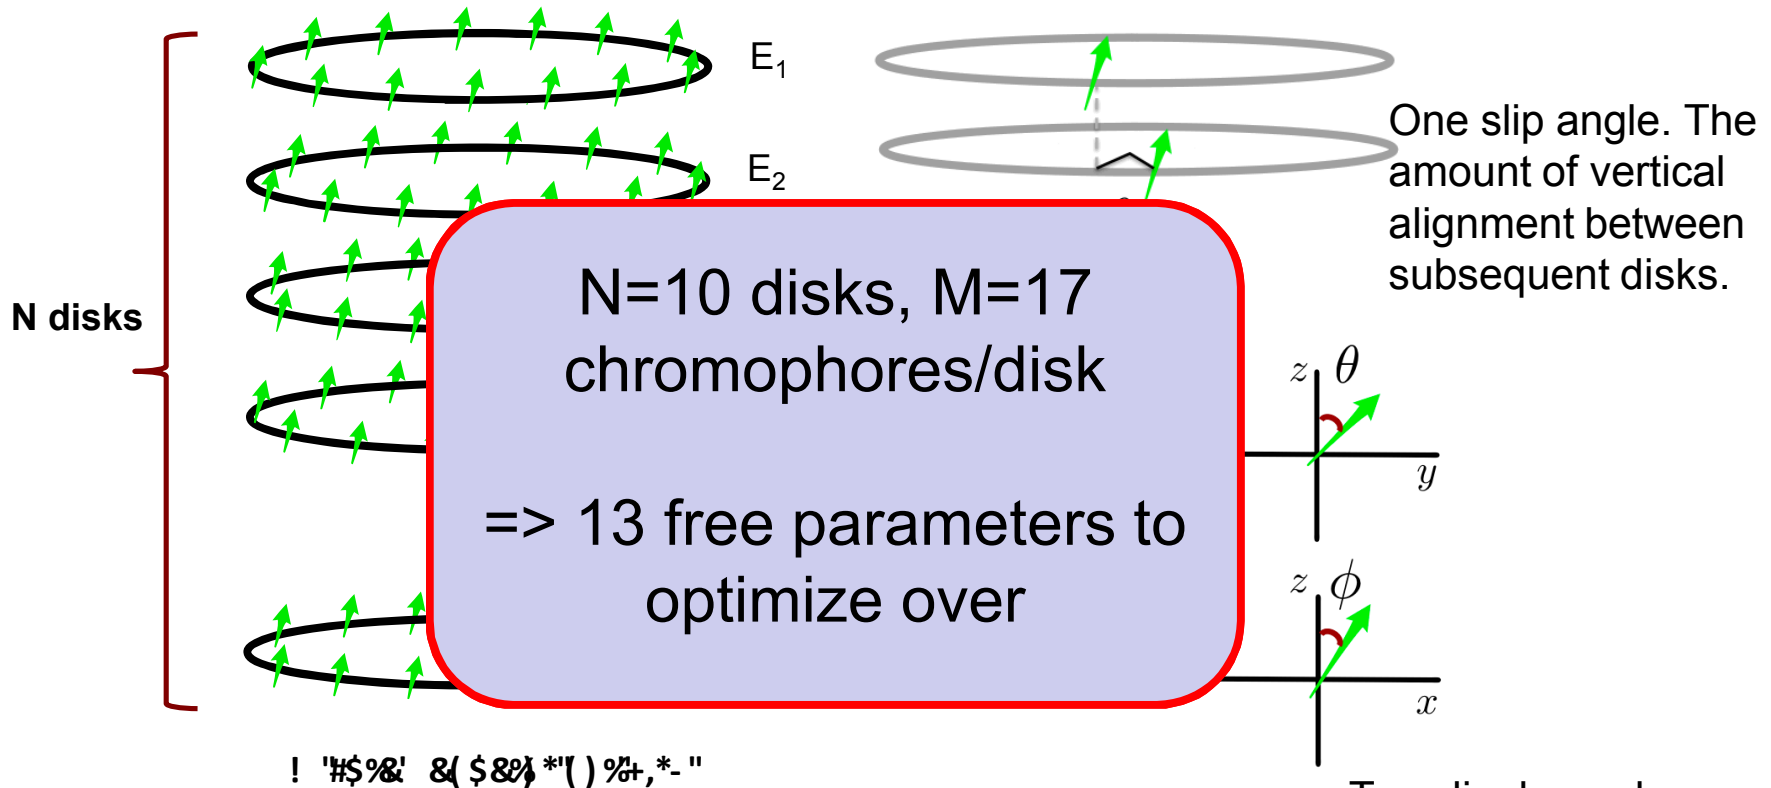 E1
E2
One slip angle. The
amount of vertical
alignment between
subsequent disks.
N disks
N=10 disks, M=17
chromophores/disk
=> 13 free parameters to
optimize over
z θ
y
z ϕ
x